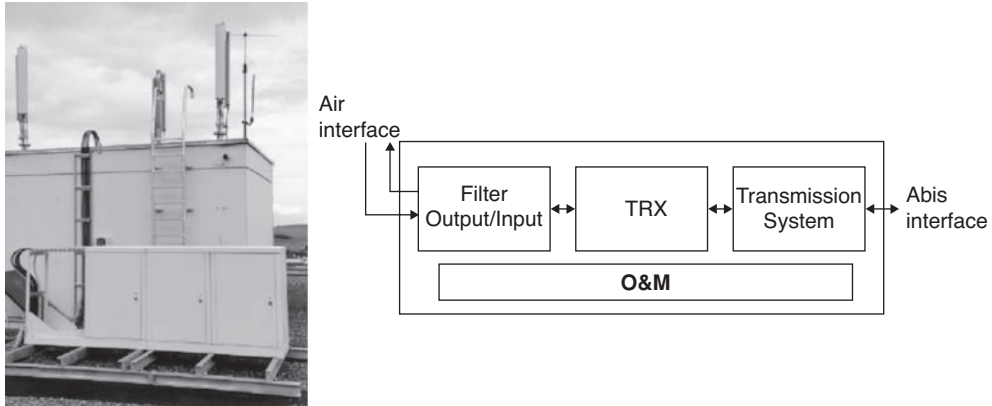 Air
interface
Filter
Output/Input
TRX
Transmission
System
Abis
interface
O&M